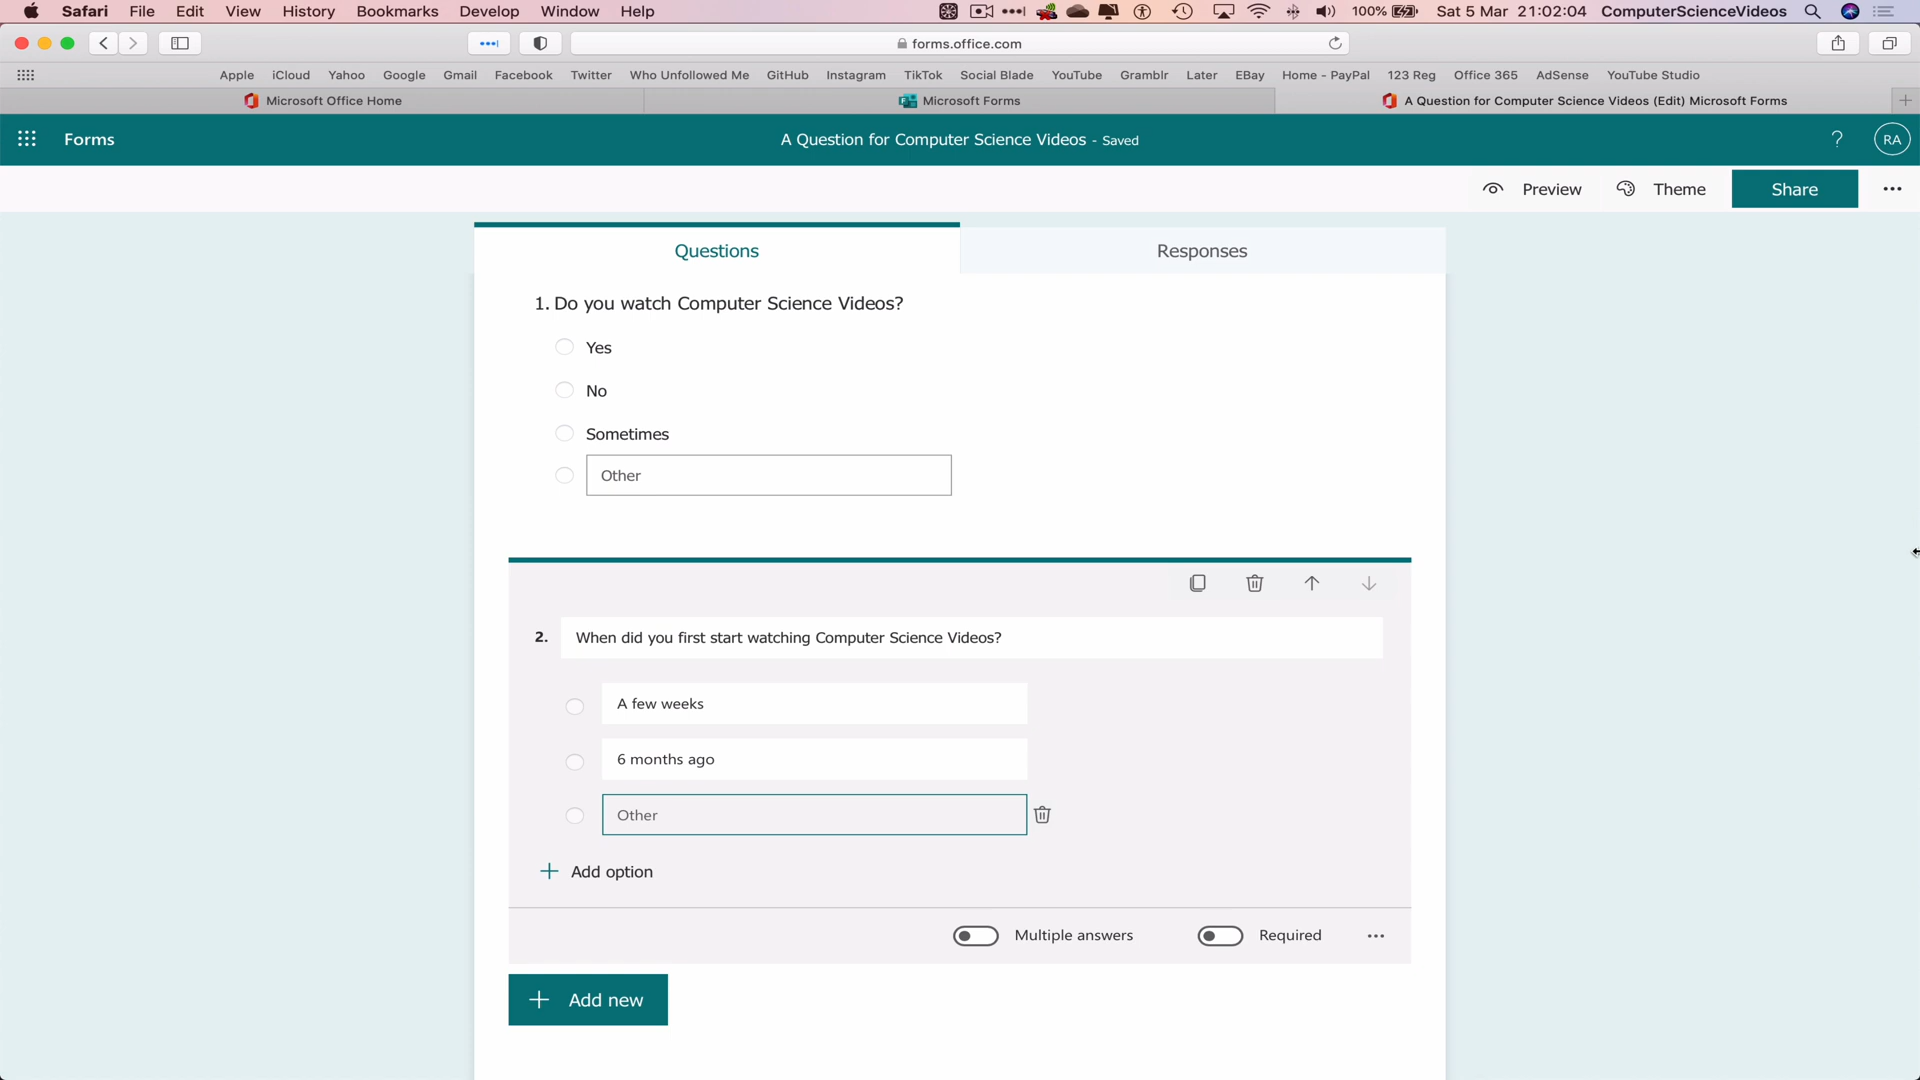 Safari File Edit View History Bookmarks Develop Window Help 100% Sat 5 Mar 21:02:04 ComputerScienceVideos
forms.office.com
Apple iCloud Yahoo Google Gmail Facebook Twitter Who Unfollowed Me GitHub Instagram TikTok Social Blade YouTube Gramblr Later EBay Home - PayPal 123 Reg Office 365 AdSense YouTube Studio
Microsoft Office Home Microsoft Forms A Question for Computer Science Videos (Edit) Microsoft Forms
Forms A Question for Computer Science Videos - Saved ? RA
Preview Theme Share
Questions Responses
1. Do you watch Computer Science Videos?
Yes
No
Sometimes
Other
2. When did you first start watching Computer Science Videos?
A few weeks
6 months ago
Other
Add option
Multiple answers Required
Add new